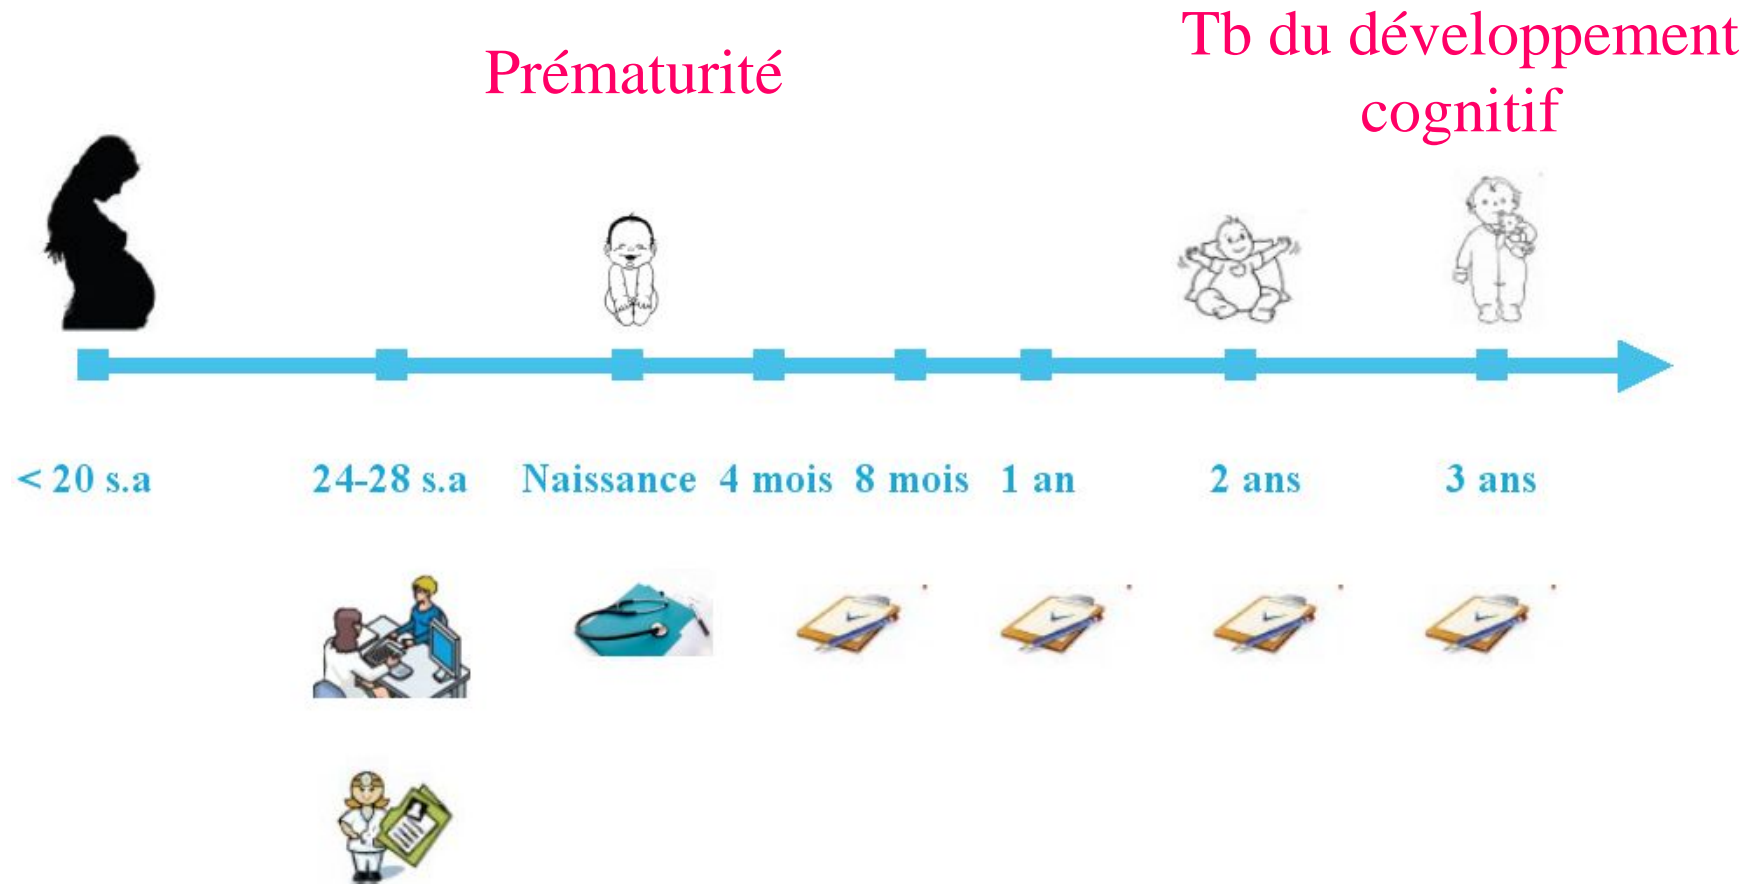 Prématurité
Tb du développement
cognitif
< 20 s.a
24-28 s.a
Naissance
4 mois
8 mois
1 an
2 ans
3 ans